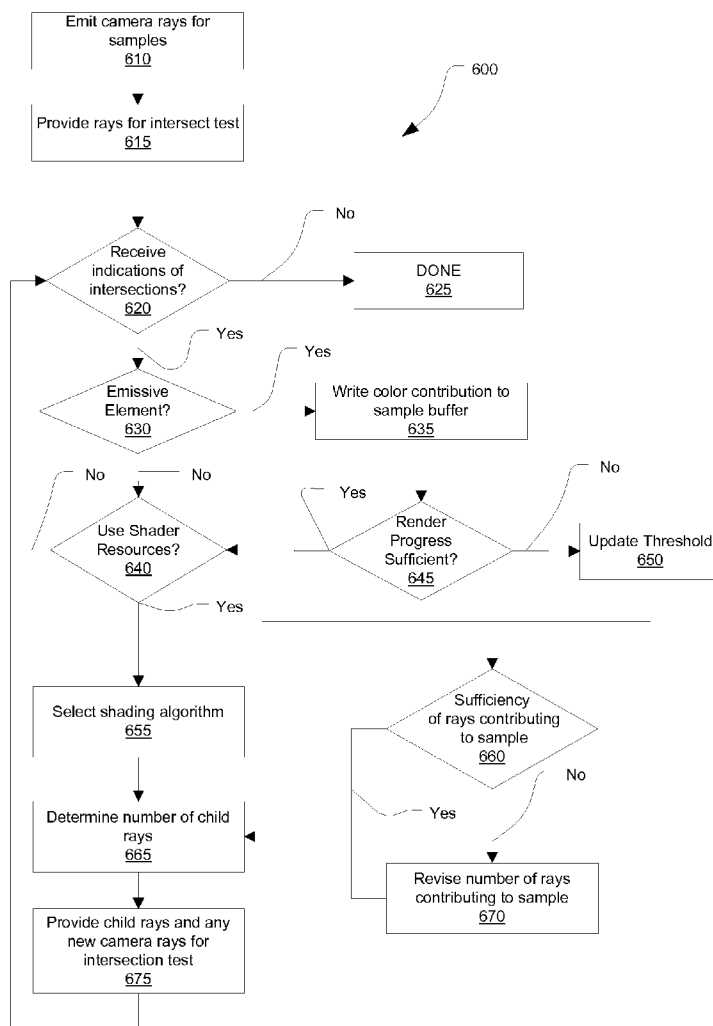 Emit camera rays for
samples
610
600
Provide rays for intersect test
615
No
Receive
indications of
intersections?
620
DONE
625
Yes
Yes
Emissive
Element?
630
Write color contribution to
sample buffer
635
No
No
Yes
No
Use Shader
Resources?
640
Render
Progress
Sufficient?
645
Update Threshold
650
Yes
Select shading algorithm
655
Sufficiency
of rays contributing
to sample
660
No
Yes
Determine number of child
rays
665
Revise number of rays
contributing to sample
670
Provide child rays and any
new camera rays for
intersection test
675